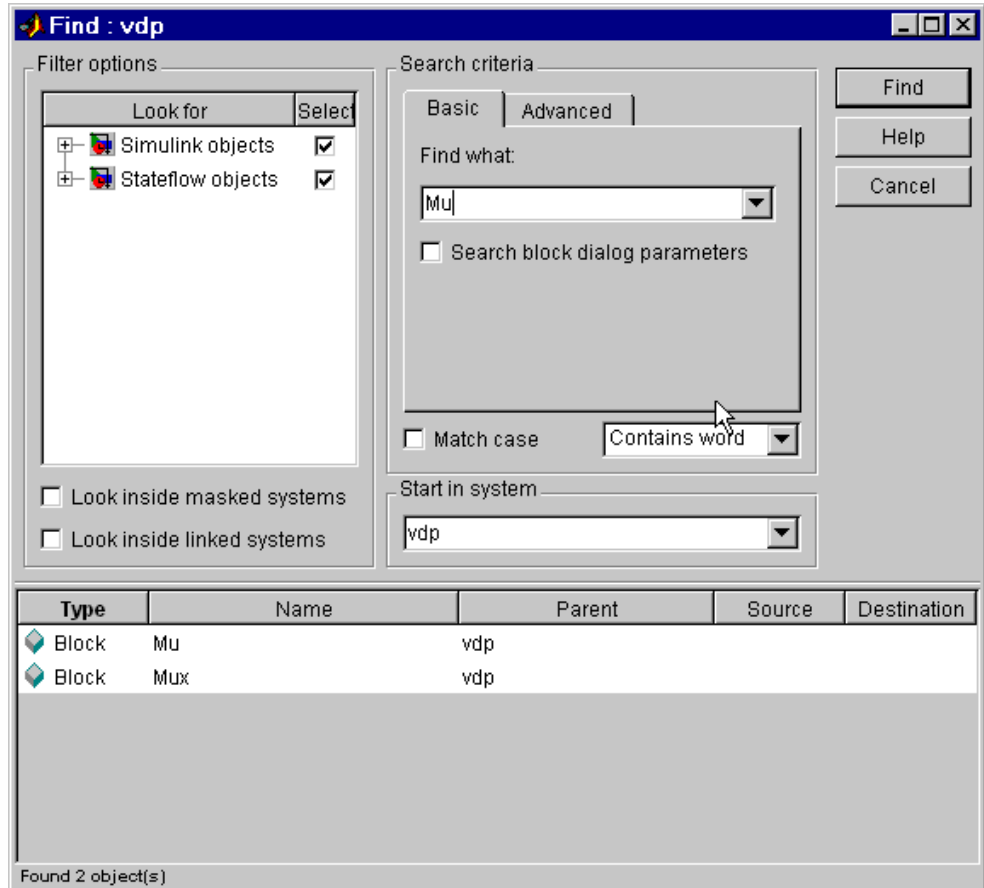 Find : vdp
Filter options
Look for Select
Simulink objects
Stateflow objects
Look inside masked systems
Look inside linked systems
Search criteria
Basic Advanced
Find what:
Mu
Search block dialog parameters
Match case Contains word
Start in system
vdp
Find
Help
Cancel
Type Name Parent Source Destination
Block Mu vdp
Block Mux vdp
Found 2 object(s)